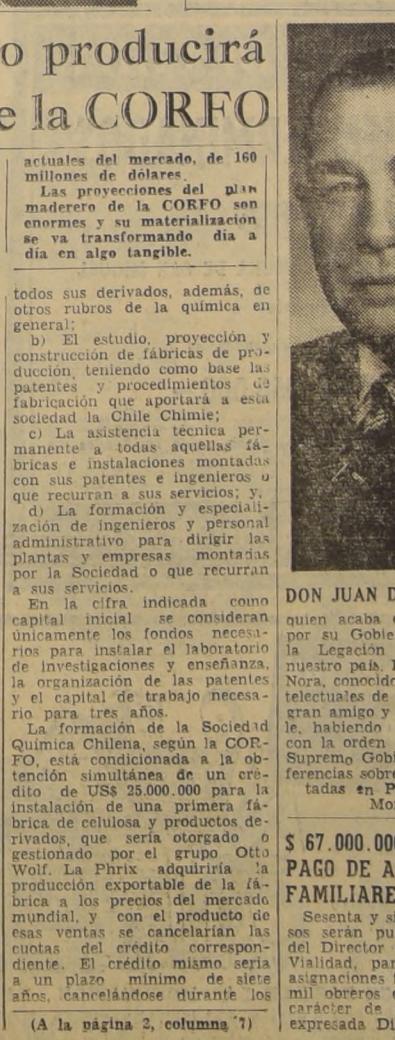 o producirá
e la CORFO
actuales del mercado, de 160
millones de dólares.
Las proyecciones del plan
maderero de la CORFO son
enormes y su materialización
se va transformando dia a
día en algo tangible.
todos sus derivados, además, de
otros rubros de la química en
general;
b) El estudio, proyección y
construcción de fábricas de pro-
ducción, teniendo como base las
patentes y procedimientos de
fabricación que aportará a esta
sociedad la Chile Chimie;
c) La asistencia técnica per-
manente a todas aquellas fá-
bricas e instalaciones montadas
con sus patentes e ingenieros o
que recurran a sus servicios; y,
d) La formación y especiali-
zación de ingenieros y personal
administrativo para dirigir las
plantas y empresas montadas
por la Sociedad o que recurran
a sus servicios.
En la cifra indicada como
capital inicial se consideran
únicamente los fondos necesa-
rios para instalar el laboratorio
de investigaciones y enseñanza,
la organización de las patentes
y el capital de trabajo necesa-
rio para tres años.
La formación de la Sociedad
Química Chilena, según la COR-
FO, está condicionada a la ob-
tención simultánea de un cré-
dito de US$ 25.000.000 para la
instalación de una primera fá-
brica de celulosa y productos de-
rivados, que sería otorgado o
gestionado por el grupo Otto
Wolf. La Phrix adquiriría la
producción exportable de la fá-
brica a los precios del mercado
mundial, y con el producto de
esas ventas se cancelarían las
cuotas del crédito correspon-
diente. El crédito mismo seria
a un plazo mínimo de siete
años, cancelándose durante los
(A la página 2, columna 7)
DON JUAN D
quien acaba
por su Gobie
la Legación
nuestro país.
Nora, conocido
telectuales de
gran amigo y
le, habiendo
con la orden
Supremo Gobi
ferencias sobre
tadas en P
Mo
$ 67.000.00
PAGO DE A
FAMILIARE
Sesenta y si
sos serán pu
del Director
Vialidad, par
asignaciones
mil obreros
carácter de
expresada Di